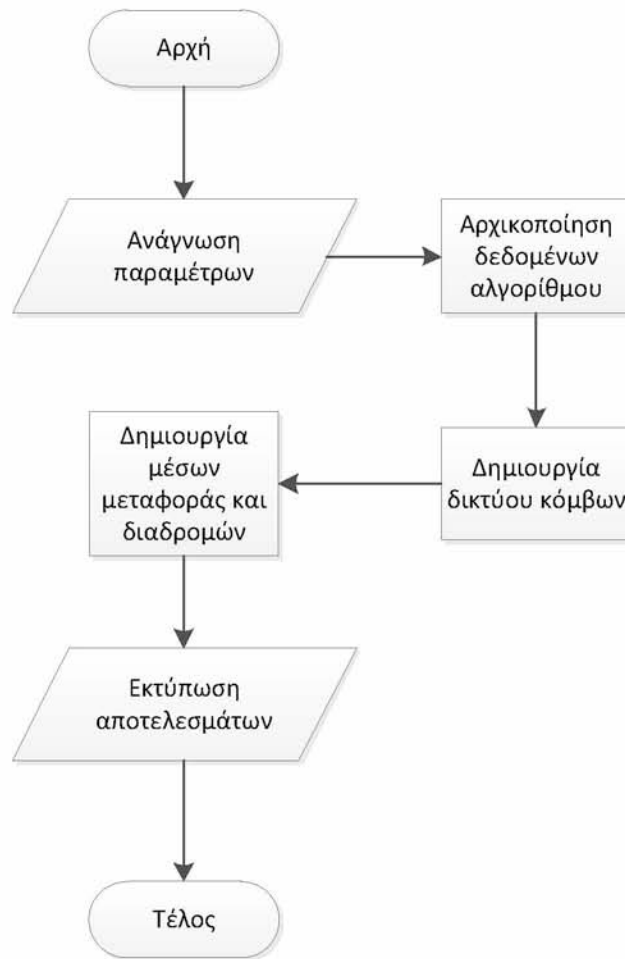 Αρχή
Ανάγνωση
παραμέτρων
Αρχικοποίηση
δεδομένων
αλγορίθμου
Δημιουργία
δικτύου κόμβων
Δημιουργία
μέσων
μεταφοράς και
διαδρομών
Εκτύπωση
αποτελεσμάτων
Τέλος